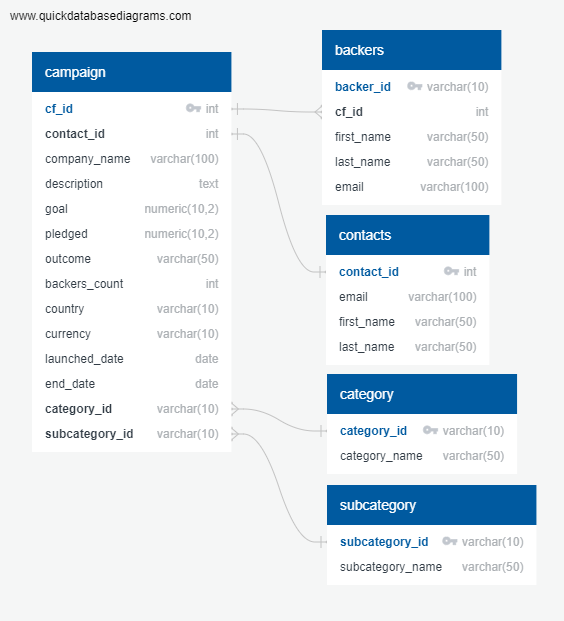 www.quickdatabasediagrams.com
campaign
cf_id int
contact_id int
company_name varchar(100)
description text
goal numeric(10,2)
pledged numeric(10,2)
outcome varchar(50)
backers_count int
country varchar(10)
currency varchar(10)
launched_date date
end_date date
category_id varchar(10)
subcategory_id varchar(10)
backers
backer_id varchar(10)
cf_id int
first_name varchar(50)
last_name varchar(50)
email varchar(100)
contacts
contact_id int
email varchar(100)
first_name varchar(50)
last_name varchar(50)
category
category_id varchar(10)
category_name varchar(50)
subcategory
subcategory_id varchar(10)
subcategory_name varchar(50)